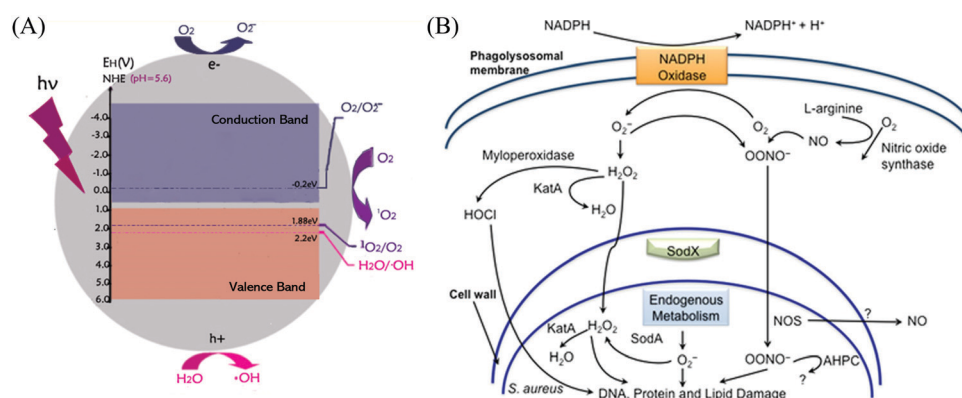 (A)
O2 O2⁻
e-
EH(V)
NHE (pH=5.6)
hν
-4.0
-3.0
-2.0
-1.0
0.0
1.0
2.0
3.0
4.0
5.0
6.0
Conduction Band
O2/O2⁻
-0,2eV
O2
¹O2
1.88eV
¹O2/O2
2.2eV
H2O/·OH
Valence Band
h+
H2O ·OH
(B)
NADPH NADPH⁺ + H⁺
Phagolysosomal
membrane
NADPH
Oxidase
L-arginine
O₂⁻ O₂ NO O₂
OONO⁻ Nitric oxide
synthase
Myeloperoxidase
H₂O₂
KatA
HOCl H₂O
SodX
Cell wall
Endogenous
Metabolism
NOS ? NO
KatA H₂O₂ SodA
H₂O O₂⁻ OONO⁻ AHPC
?
S. aureus DNA, Protein and Lipid Damage